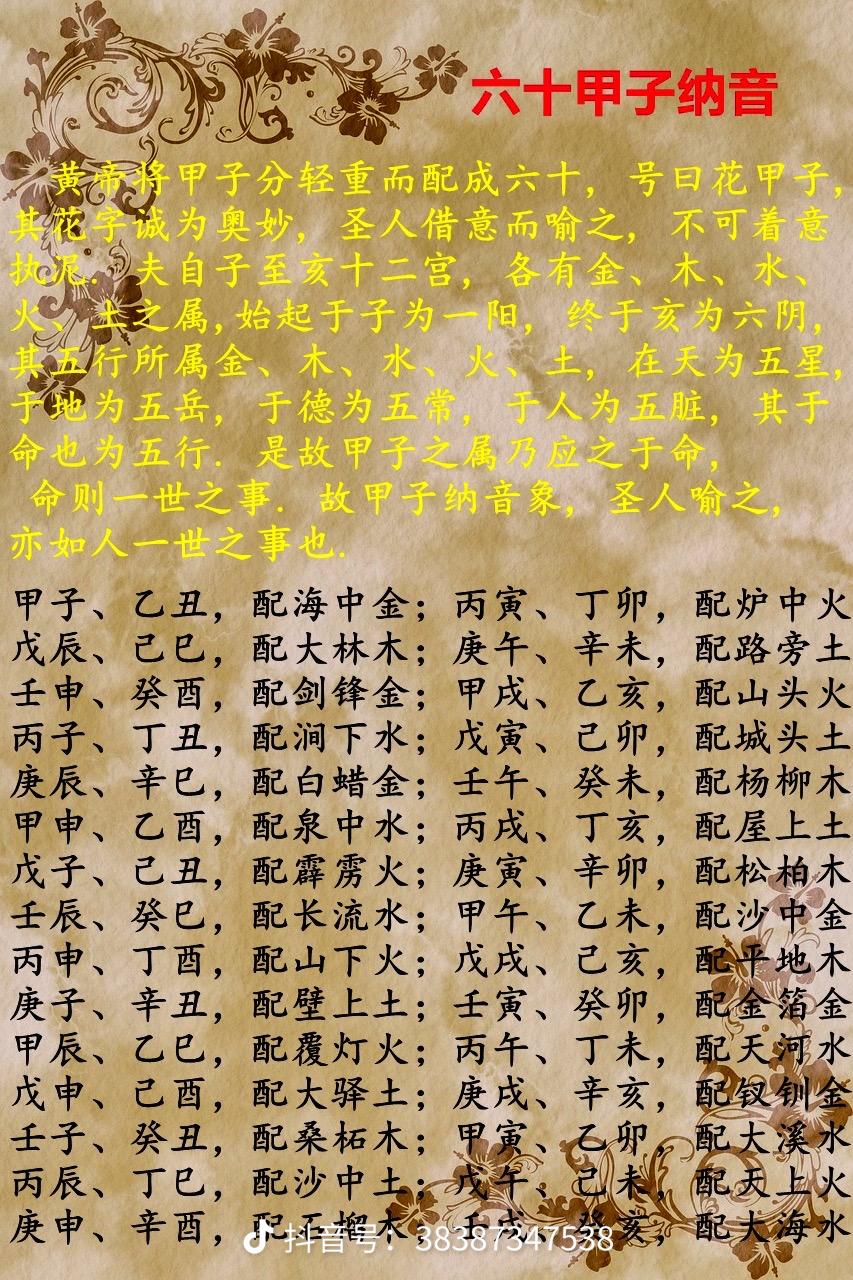 六十甲子纳音
黄帝将甲子分轻重而配成六十，号曰花甲子，
其花字诚为奥妙，圣人借意而喻之，不可着意
执泥. 夫自子至亥十二宫，各有金、木、水、
火、土之属，始起于子为一阳，终于亥为六阴，
其五行所属金、木、水、火、土，在天为五星，
于地为五岳，于德为五常，于人为五脏，其于
命也为五行. 是故甲子之属乃应之于命，
命则一世之事. 故甲子纳音象，圣人喻之，
亦如人一世之事也.
甲子、乙丑，配海中金；丙寅、丁卯，配炉中火
戊辰、己巳，配大林木；庚午、辛未，配路旁土
壬申、癸酉，配剑锋金；甲戌、乙亥，配山头火
丙子、丁丑，配涧下水；戊寅、己卯，配城头土
庚辰、辛巳，配白蜡金；壬午、癸未，配杨柳木
甲申、乙酉，配泉中水；丙戌、丁亥，配屋上土
戊子、己丑，配霹雳火；庚寅、辛卯，配松柏木
壬辰、癸巳，配长流水；甲午、乙未，配沙中金
丙申、丁酉，配山下火；戊戌、己亥，配平地木
庚子、辛丑，配壁上土；壬寅、癸卯，配金箔金
甲辰、乙巳，配覆灯火；丙午、丁未，配天河水
戊申、己酉，配大驿土；庚戌、辛亥，配钗钏金
壬子、癸丑，配桑柘木；甲寅、乙卯，配大溪水
丙辰、丁巳，配沙中土；戊午、己未，配天上火
庚申、辛酉，配石榴木；壬戌、癸亥，配大海水
抖音号：38387347538